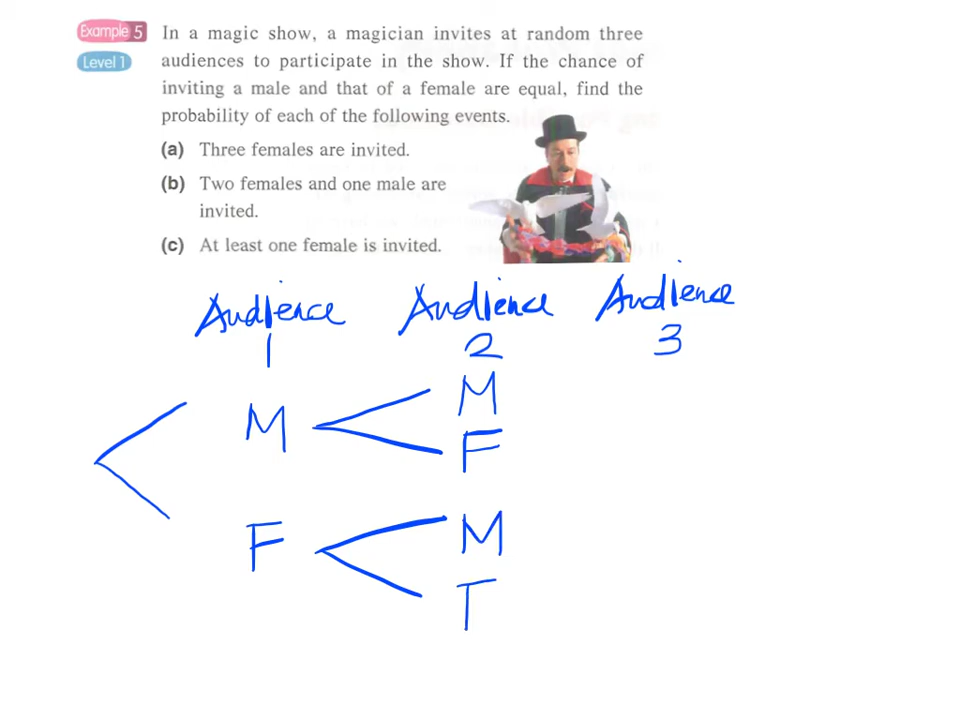 Example 5 In a magic show, a magician invites at random three
Level 1 audiences to participate in the show. If the chance of
inviting a male and that of a female are equal, find the
probability of each of the following events.
(a) Three females are invited.
(b) Two females and one male are
invited.
(c) At least one female is invited.
Audience Audience Audience
1 2 3
M
M
F
F
M